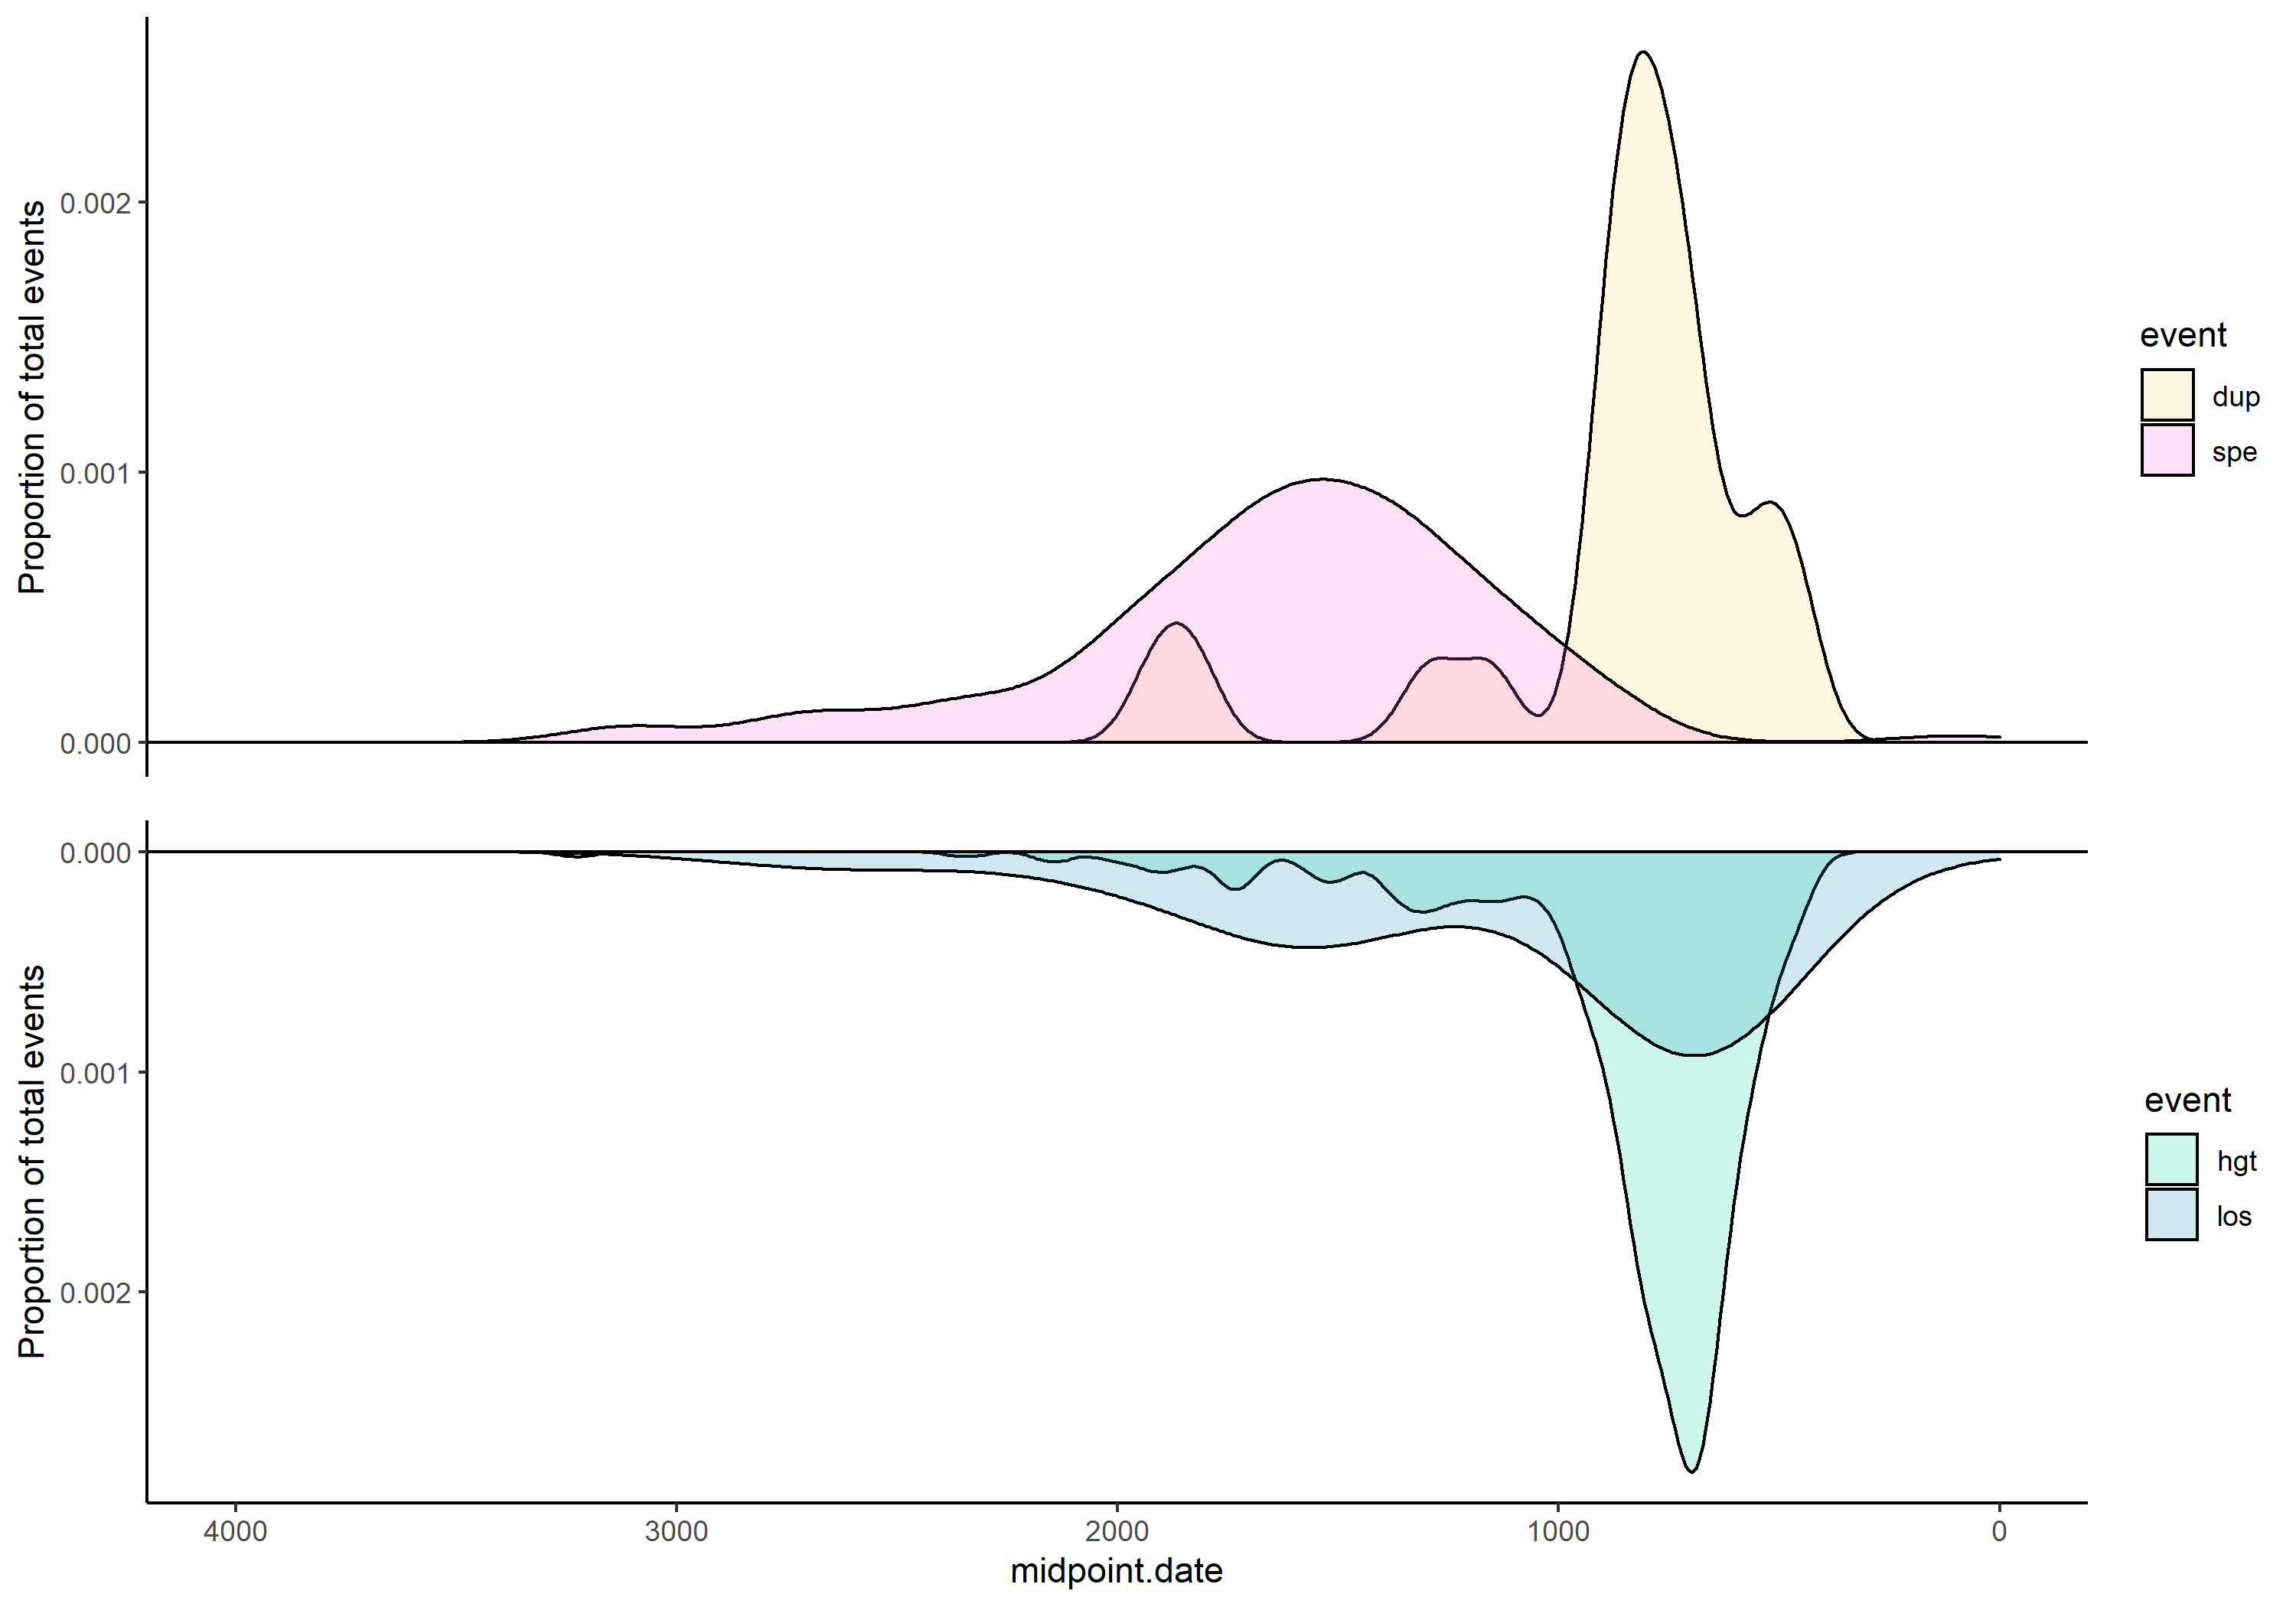 Proportion of total events
0.002
0.001
0.000
event
dup
spe
Proportion of total events
0.000
0.001
0.002
event
hgt
los
4000 3000 2000 1000 0
midpoint.date